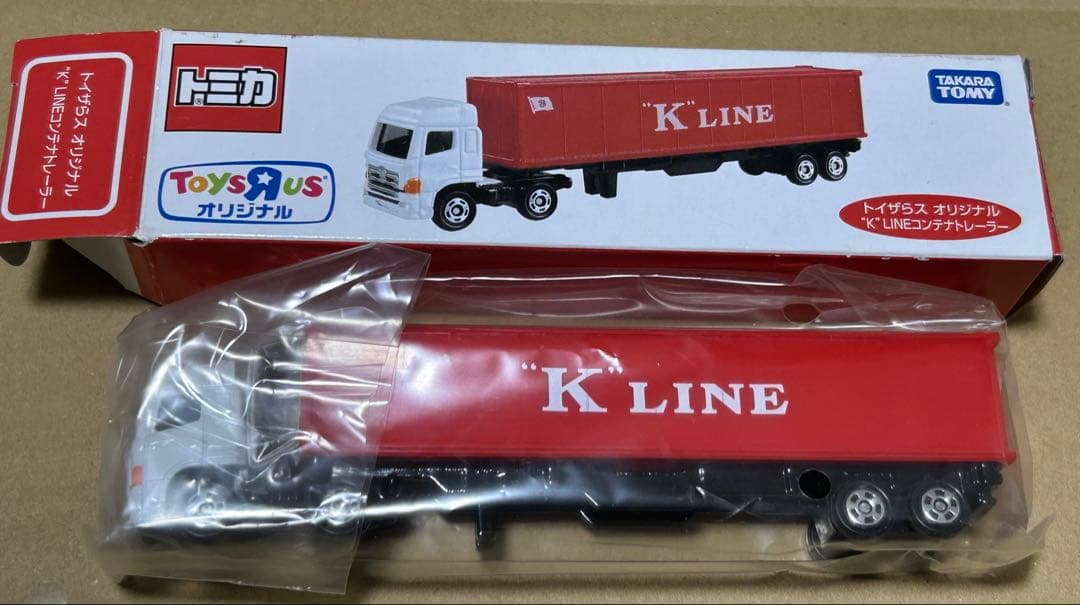 トイザらス オリジナル
"K" LINEコンテナトレーラー
トミカ
TOYS"R"US
オリジナル
"K" LINE
TAKARA
TOMY
トイザらス オリジナル
"K" LINEコンテナトレーラー
"K" LINE